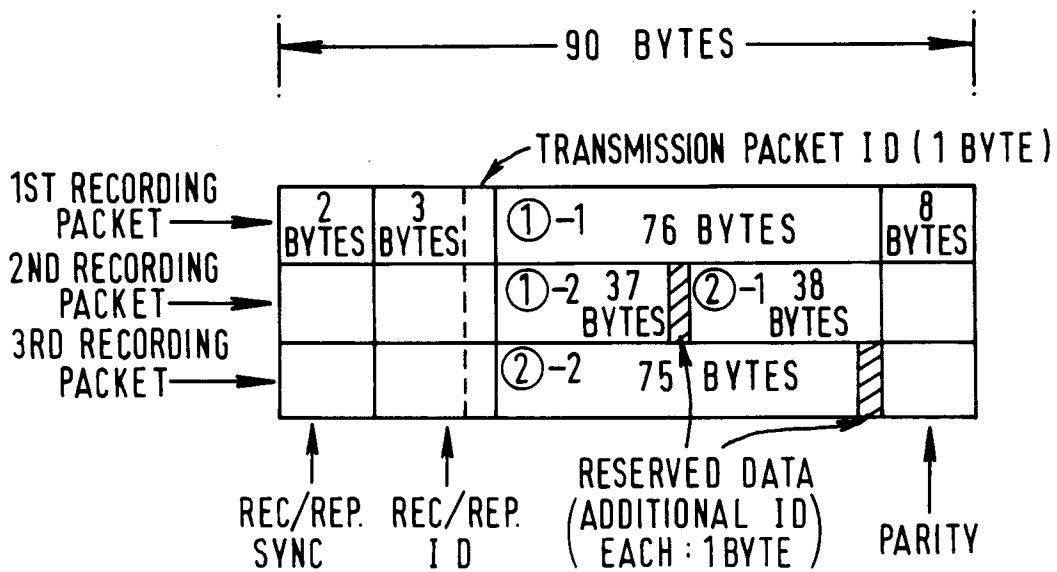 90 BYTES
TRANSMISSION PACKET ID (1 BYTE)
1ST RECORDING
PACKET
2
BYTES
3
BYTES
①-1 76 BYTES
8
BYTES
2ND RECORDING
PACKET
①-2 37
BYTES
②-1 38
BYTES
3RD RECORDING
PACKET
②-2 75 BYTES
REC/REP.
SYNC
REC/REP.
ID
RESERVED DATA
(ADDITIONAL ID
EACH : 1 BYTE)
PARITY